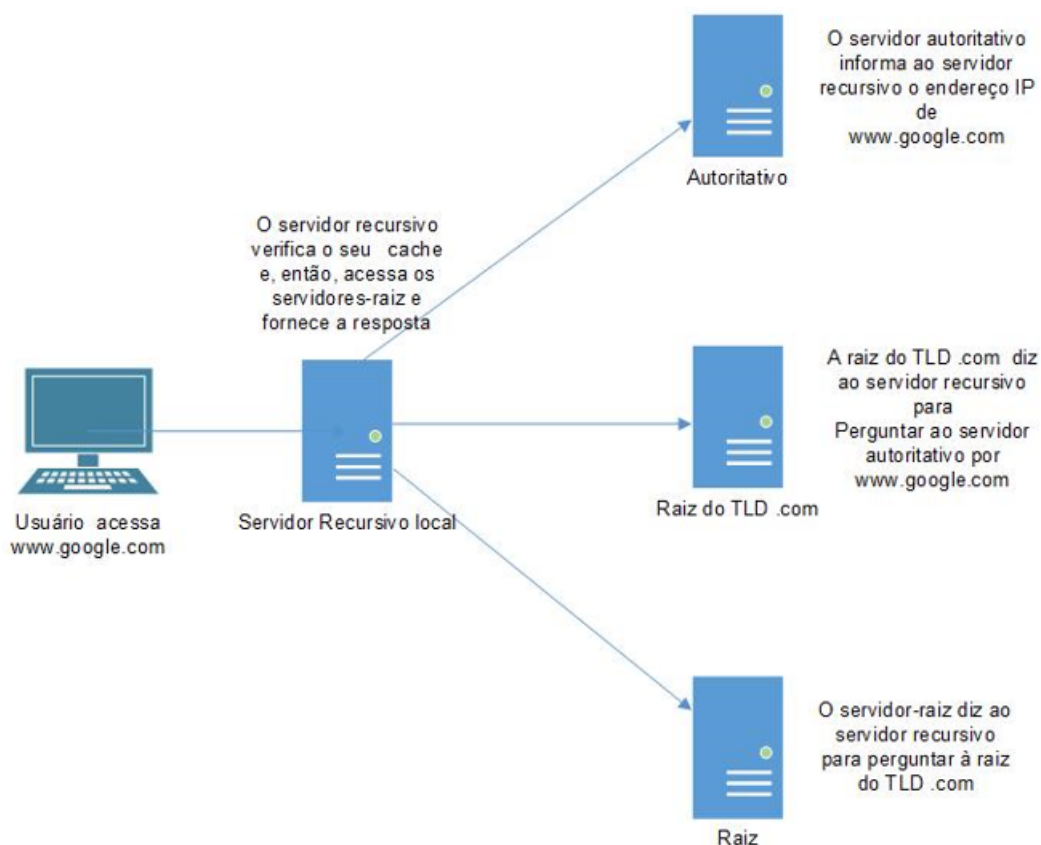 O servidor autoritativo
informa ao servidor
recursivo o endereço IP
de
www.google.com
Autoritativo
O servidor recursivo
verifica o seu cache
e, então, acessa os
servidores-raiz e
fornece a resposta
A raiz do TLD .com diz
ao servidor recursivo
para
Perguntar ao servidor
autoritativo por
www.google.com
Raiz do TLD .com
Servidor Recursivo local
Usuário acessa
www.google.com
O servidor-raiz diz ao
servidor recursivo
para perguntar à raiz
do TLD .com
Raiz